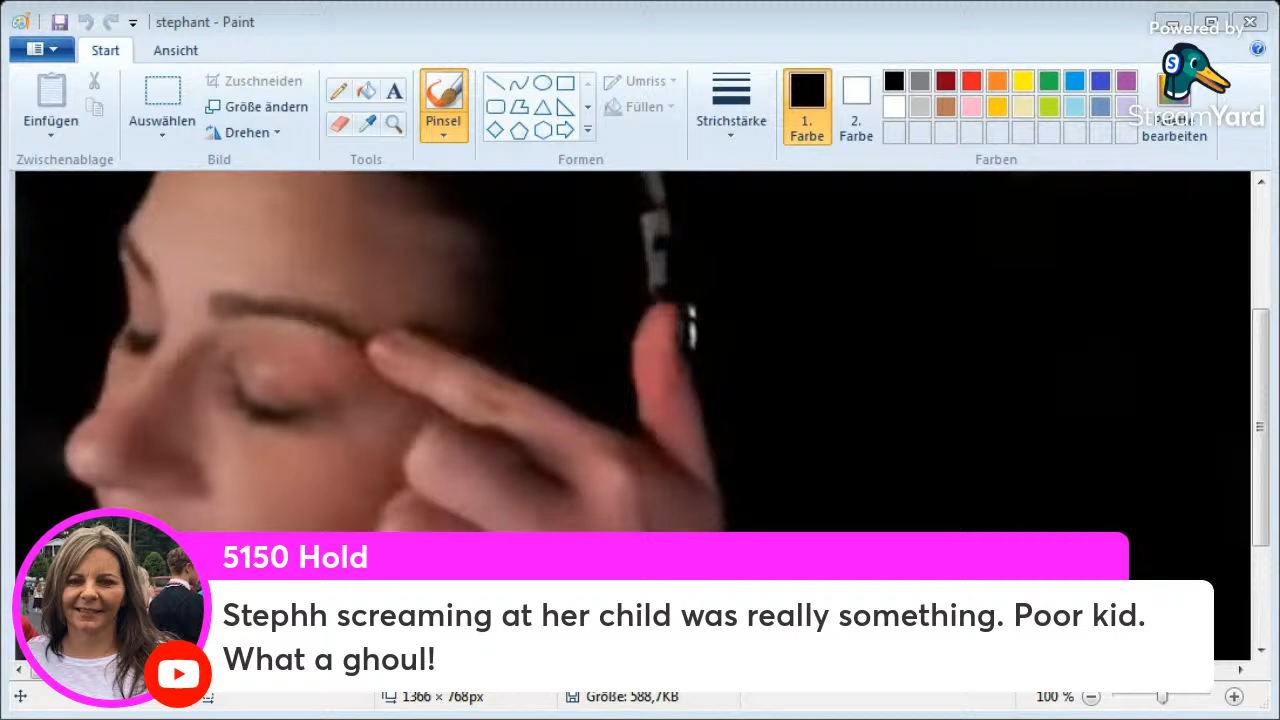 stephant - Paint
Powered by
Start
Ansicht
Einfügen
Zwischenablage
Auswählen
Zuschneiden
Größe ändern
Drehen
Bild
Tools
Pinsel
Formen
Umriss
Füllen
Strichstärke
1.
Farbe
2.
Farbe
Farben
bearbeiten
StreamYard
5150 Hold
Stephh screaming at her child was really something. Poor kid.
What a ghoul!
1366 × 768px
Größe: 588,7KB
100 %